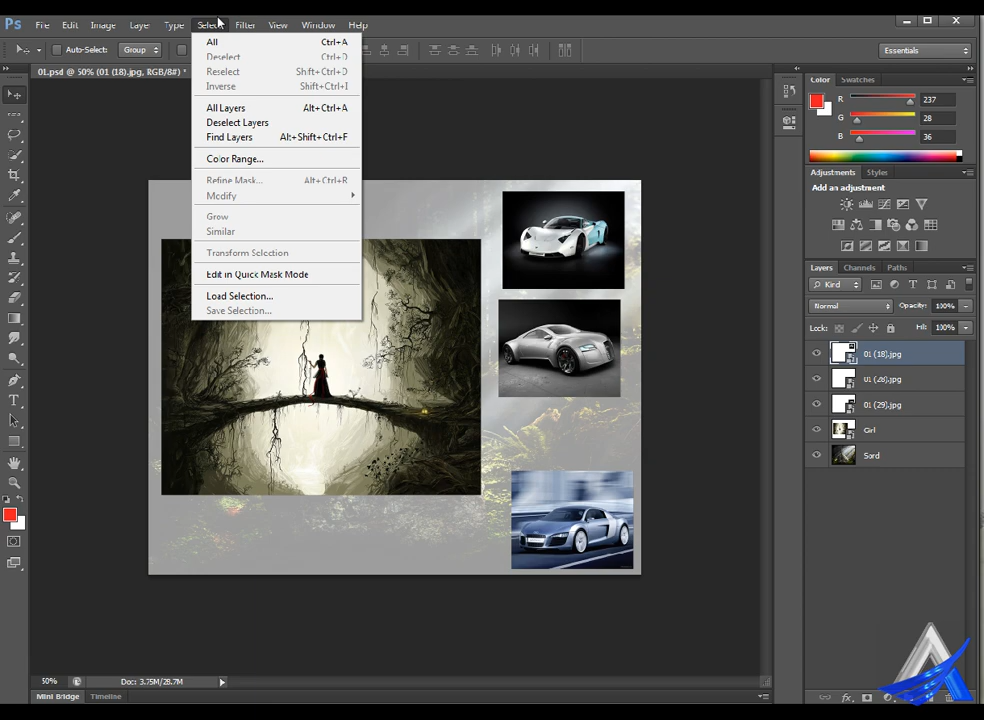 Ps File Edit Image Layer Type Select Filter View Window Help
Auto-Select: Group Essentials
01.psd @ 50% (01 (18).jpg, RGB/8#) *
All Ctrl+A
Deselect Ctrl+D
Reselect Shift+Ctrl+D
Inverse Shift+Ctrl+I
All Layers Alt+Ctrl+A
Deselect Layers
Find Layers Alt+Shift+Ctrl+F
Color Range...
Refine Mask... Alt+Ctrl+R
Modify
Grow
Similar
Transform Selection
Edit in Quick Mask Mode
Load Selection...
Save Selection...
Color Swatches
R 237
G 28
B 36
Adjustments Styles
Add an adjustment
Layers Channels Paths
Kind
Normal Opacity: 100%
Lock: Fill: 100%
01 (18).jpg
01 (28).jpg
01 (29).jpg
Girl
Sord
50% Doc: 3.75M/28.7M
Mini Bridge Timeline